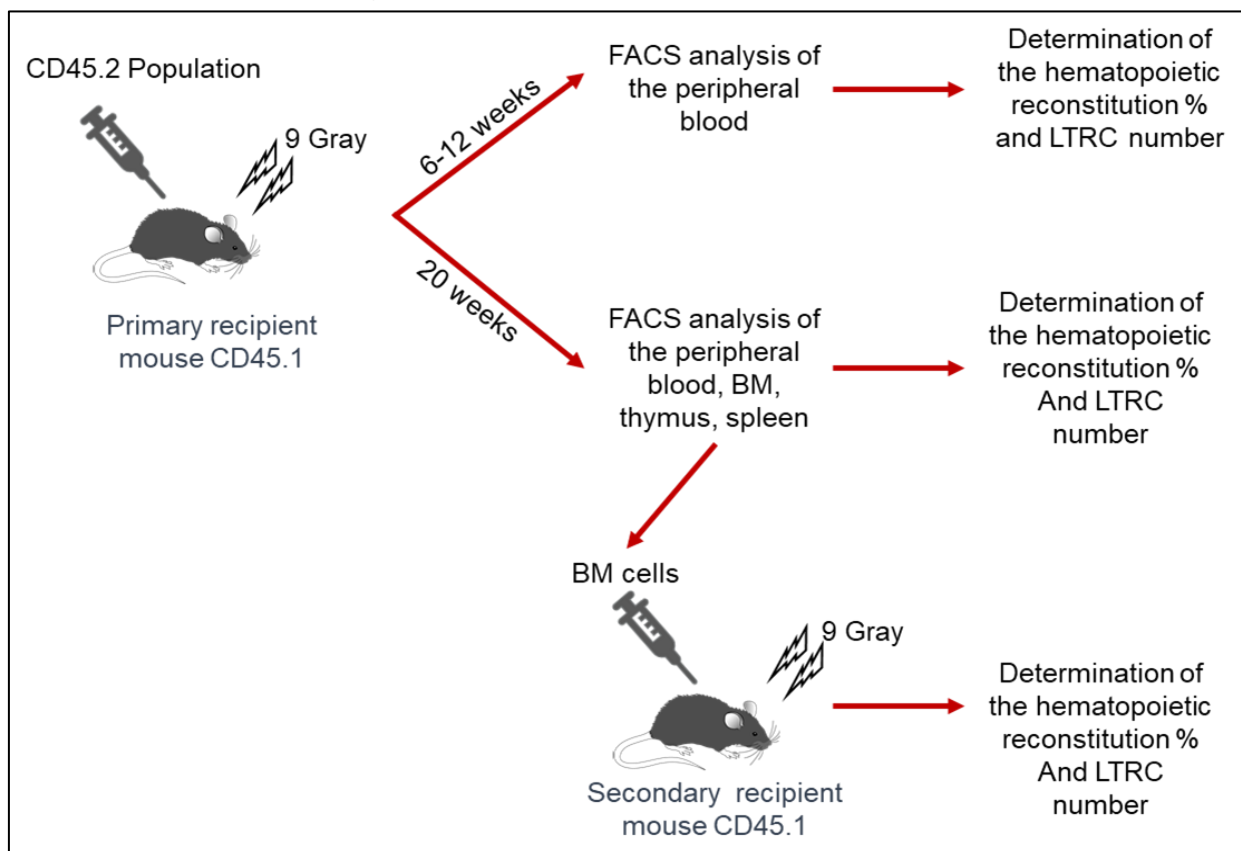 CD45.2 Population
9 Gray
Primary recipient
mouse CD45.1
6-12 weeks
FACS analysis of
the peripheral
blood
Determination of
the hematopoietic
reconstitution %
and LTRC number
20 weeks
FACS analysis of
the peripheral
blood, BM,
thymus, spleen
Determination of
the hematopoietic
reconstitution %
And LTRC
number
BM cells
9 Gray
Secondary recipient
mouse CD45.1
Determination of
the hematopoietic
reconstitution %
And LTRC
number